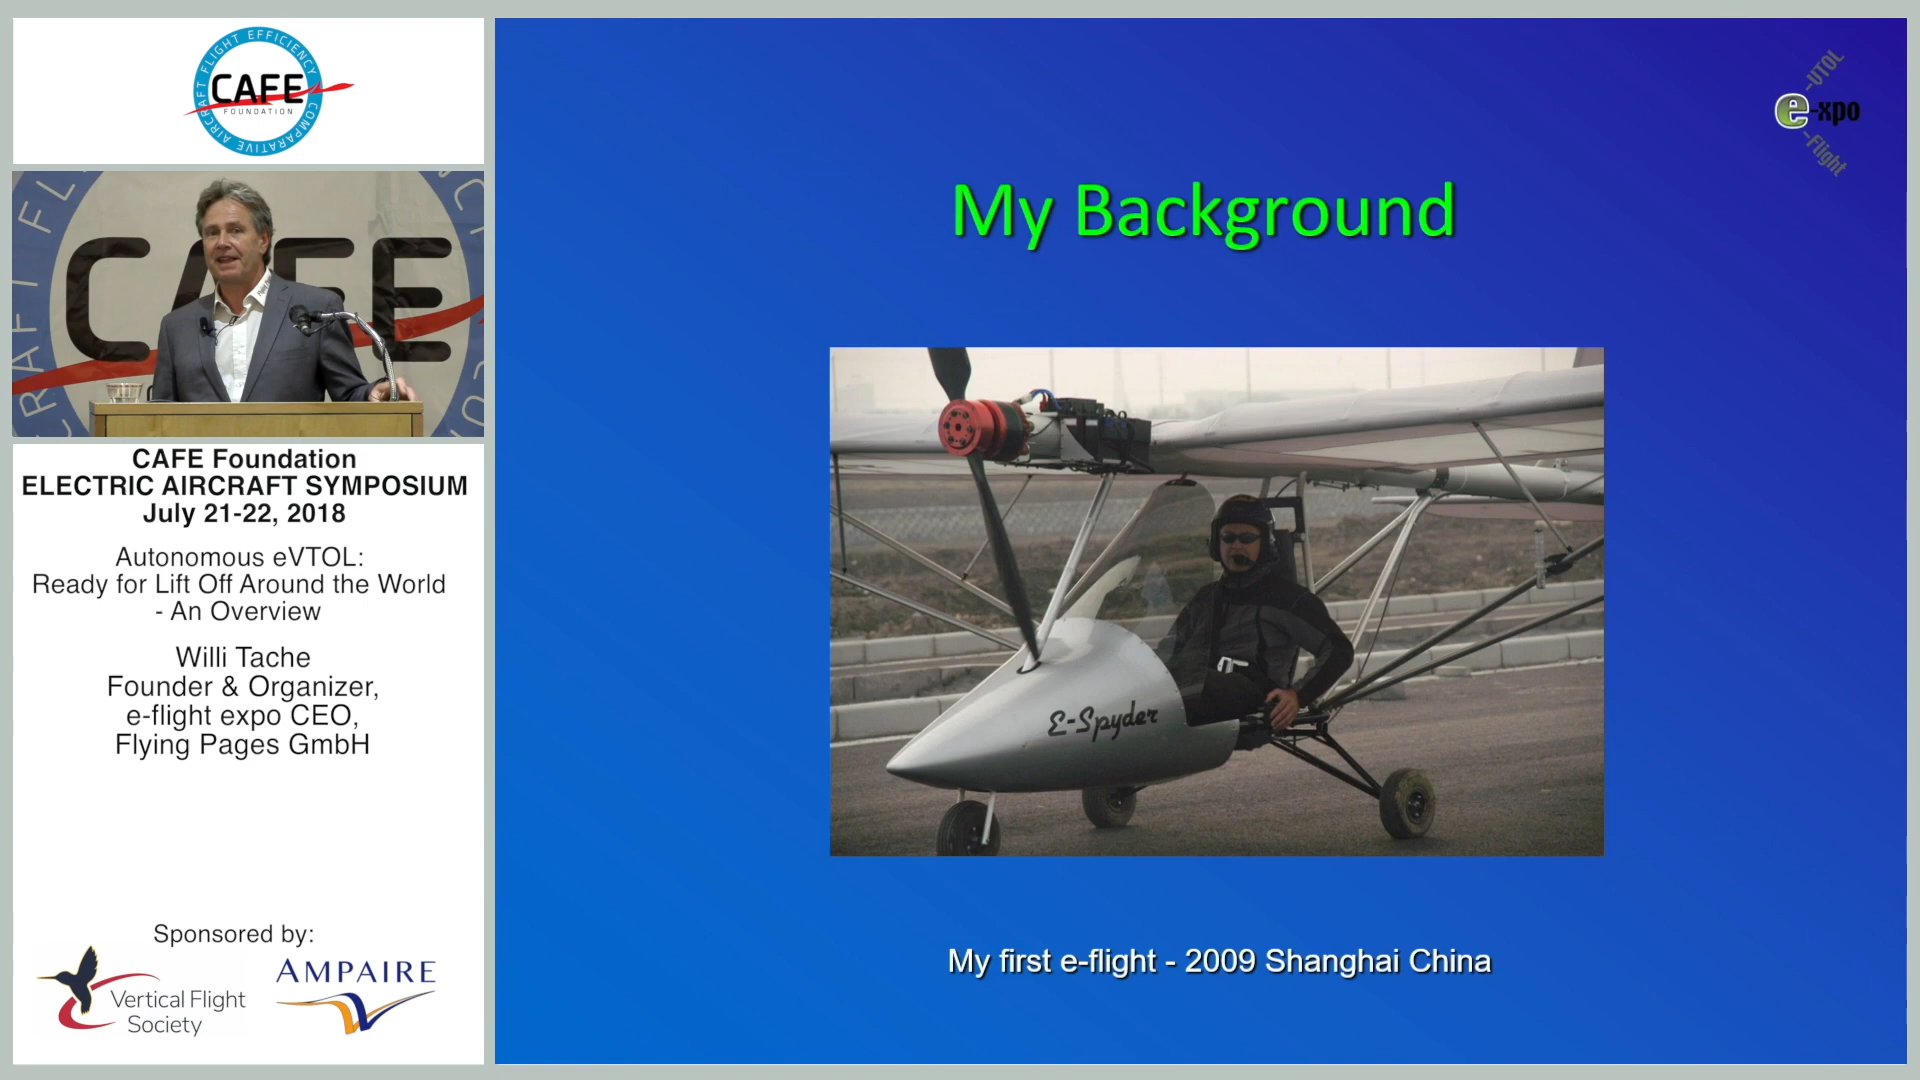 AIRCRAFT FLIGHT EFFICIENCY
COMPARATIVE
CAFE
FOUNDATION
CAFE
CAFE Foundation
ELECTRIC AIRCRAFT SYMPOSIUM
July 21-22, 2018
Autonomous eVTOL:
Ready for Lift Off Around the World
- An Overview
Willi Tache
Founder & Organizer,
e-flight expo CEO,
Flying Pages GmbH
Sponsored by:
Vertical Flight
Society
AMPAIRE
-VTOL
e-xpo
-Flight
My Background
E-Spyder
My first e-flight - 2009 Shanghai China